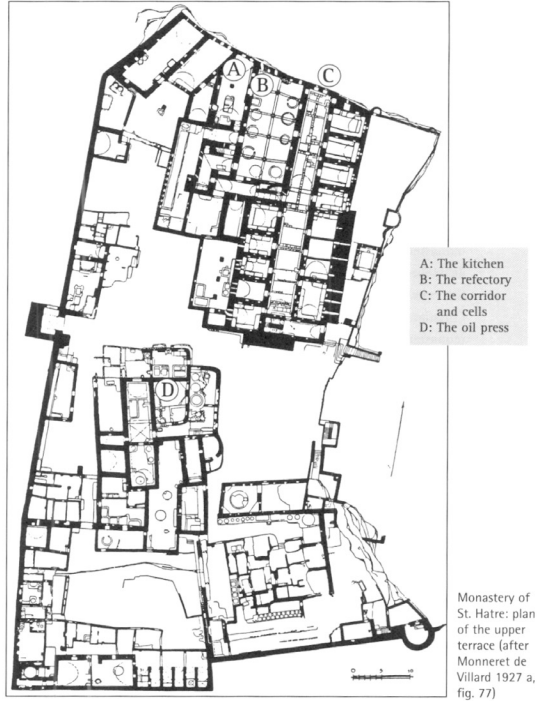 A
B
C
A: The kitchen
B: The refectory
C: The corridor
and cells
D: The oil press
D
Monastery of
St. Hatre: plan
of the upper
terrace (after
Monneret de
Villard 1927 a,
fig. 77)
0
10